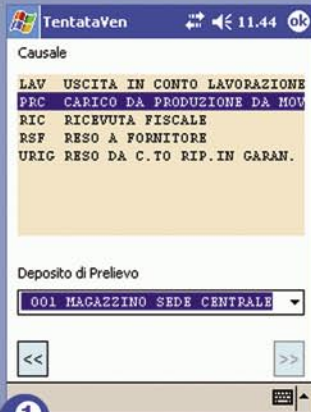 TentataVen 11.44 ok
Causale
LAV USCITA IN CONTO LAVORAZIONE
PRC CARICO DA PRODUZIONE DA MOV
RIC RICEVUTA FISCALE
RSF RESO A FORNITORE
URIG RESO DA C.TO RIP.IN GARAN.
Deposito di Prelievo
001 MAGAZZINO SEDE CENTRALE
<< >>
1